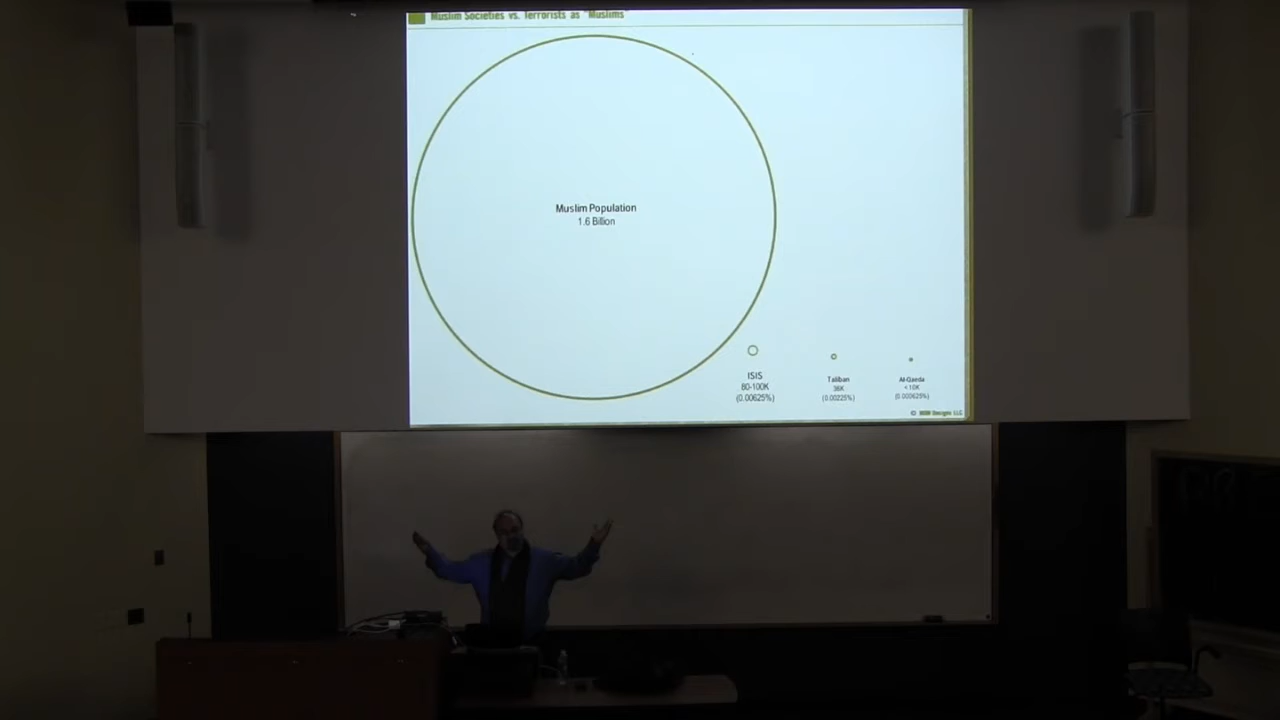 Muslim Societies vs. Terrorists as "Muslims"
Muslim Population
1.6 Billion
ISIS
80-100K
(0.00625%)
Taliban
36K
(0.00225%)
Al-Qaeda
<10K
(0.000625%)